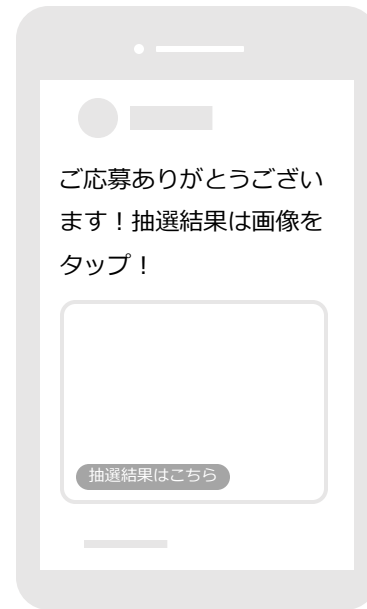 ご応募ありがとうござい
ます！抽選結果は画像を
タップ！
抽選結果はこちら